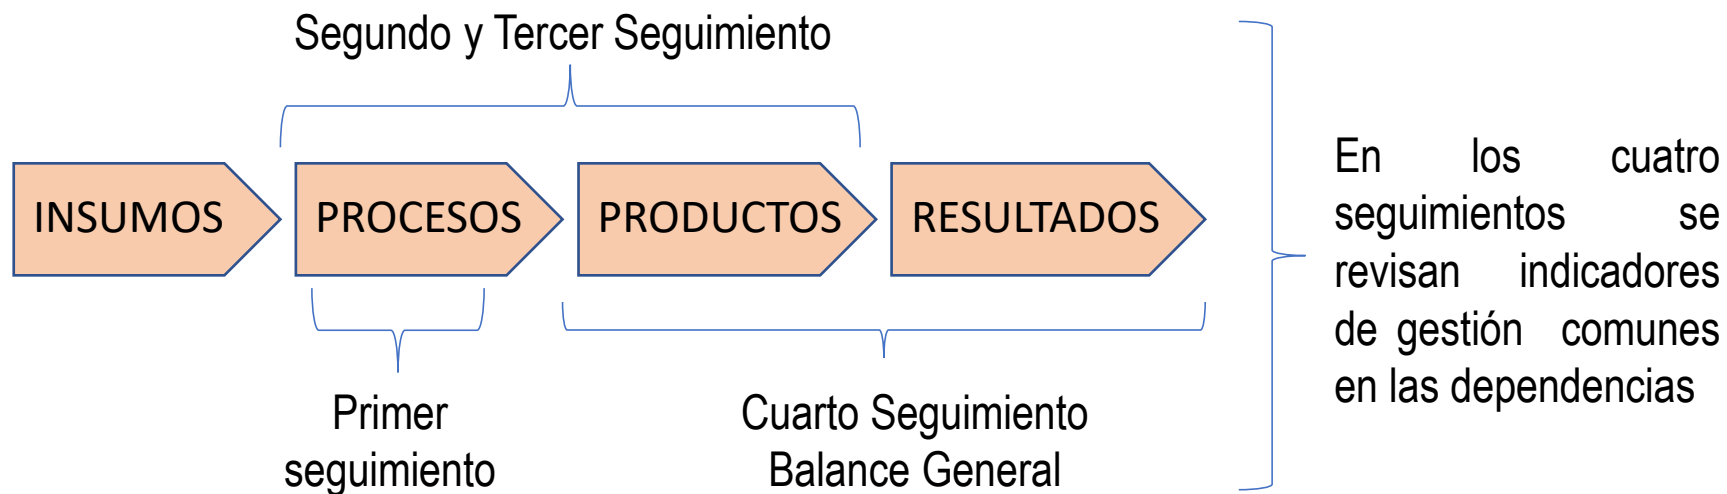 Segundo y Tercer Seguimiento
INSUMOS
PROCESOS
PRODUCTOS
RESULTADOS
Primer
seguimiento
Cuarto Seguimiento
Balance General
En los cuatro
seguimientos se
revisan indicadores
de gestión comunes
en las dependencias